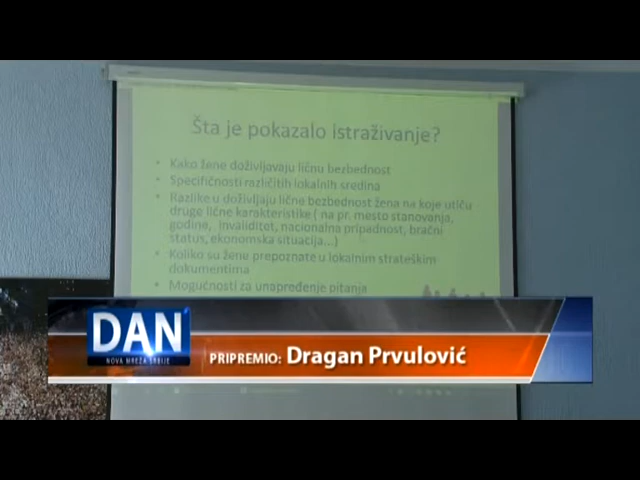 Šta je pokazalo istraživanje?
• Kako žene doživljavaju ličnu bezbednost
• Specifičnosti različitih lokalnih sredina
• Razlike u doživljaju lične bezbednost žena na koje utiču
druge lične karakteristike ( na pr. mesto stanovanja,
godine, invaliditet, nacionalna pripadnost, bračni
status, ekonomska situacija...)
• Koliko su žene prepoznate u lokalnim strateškim
dokumentima
• Mogućnosti za unapređenje pitanja
DAN
NOVA MREŽA SRBIJE
PRIPREMIO: Dragan Prvulović